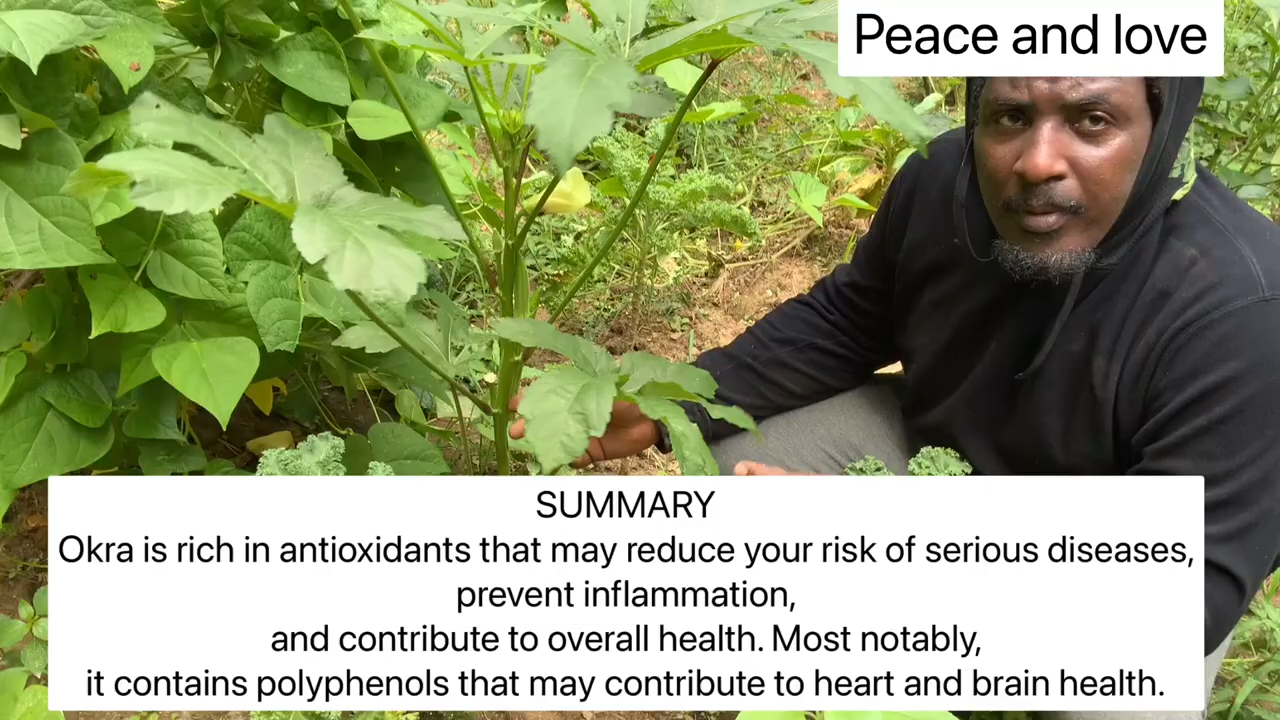 Peace and love
SUMMARY
Okra is rich in antioxidants that may reduce your risk of serious diseases,
prevent inflammation,
and contribute to overall health. Most notably,
it contains polyphenols that may contribute to heart and brain health.